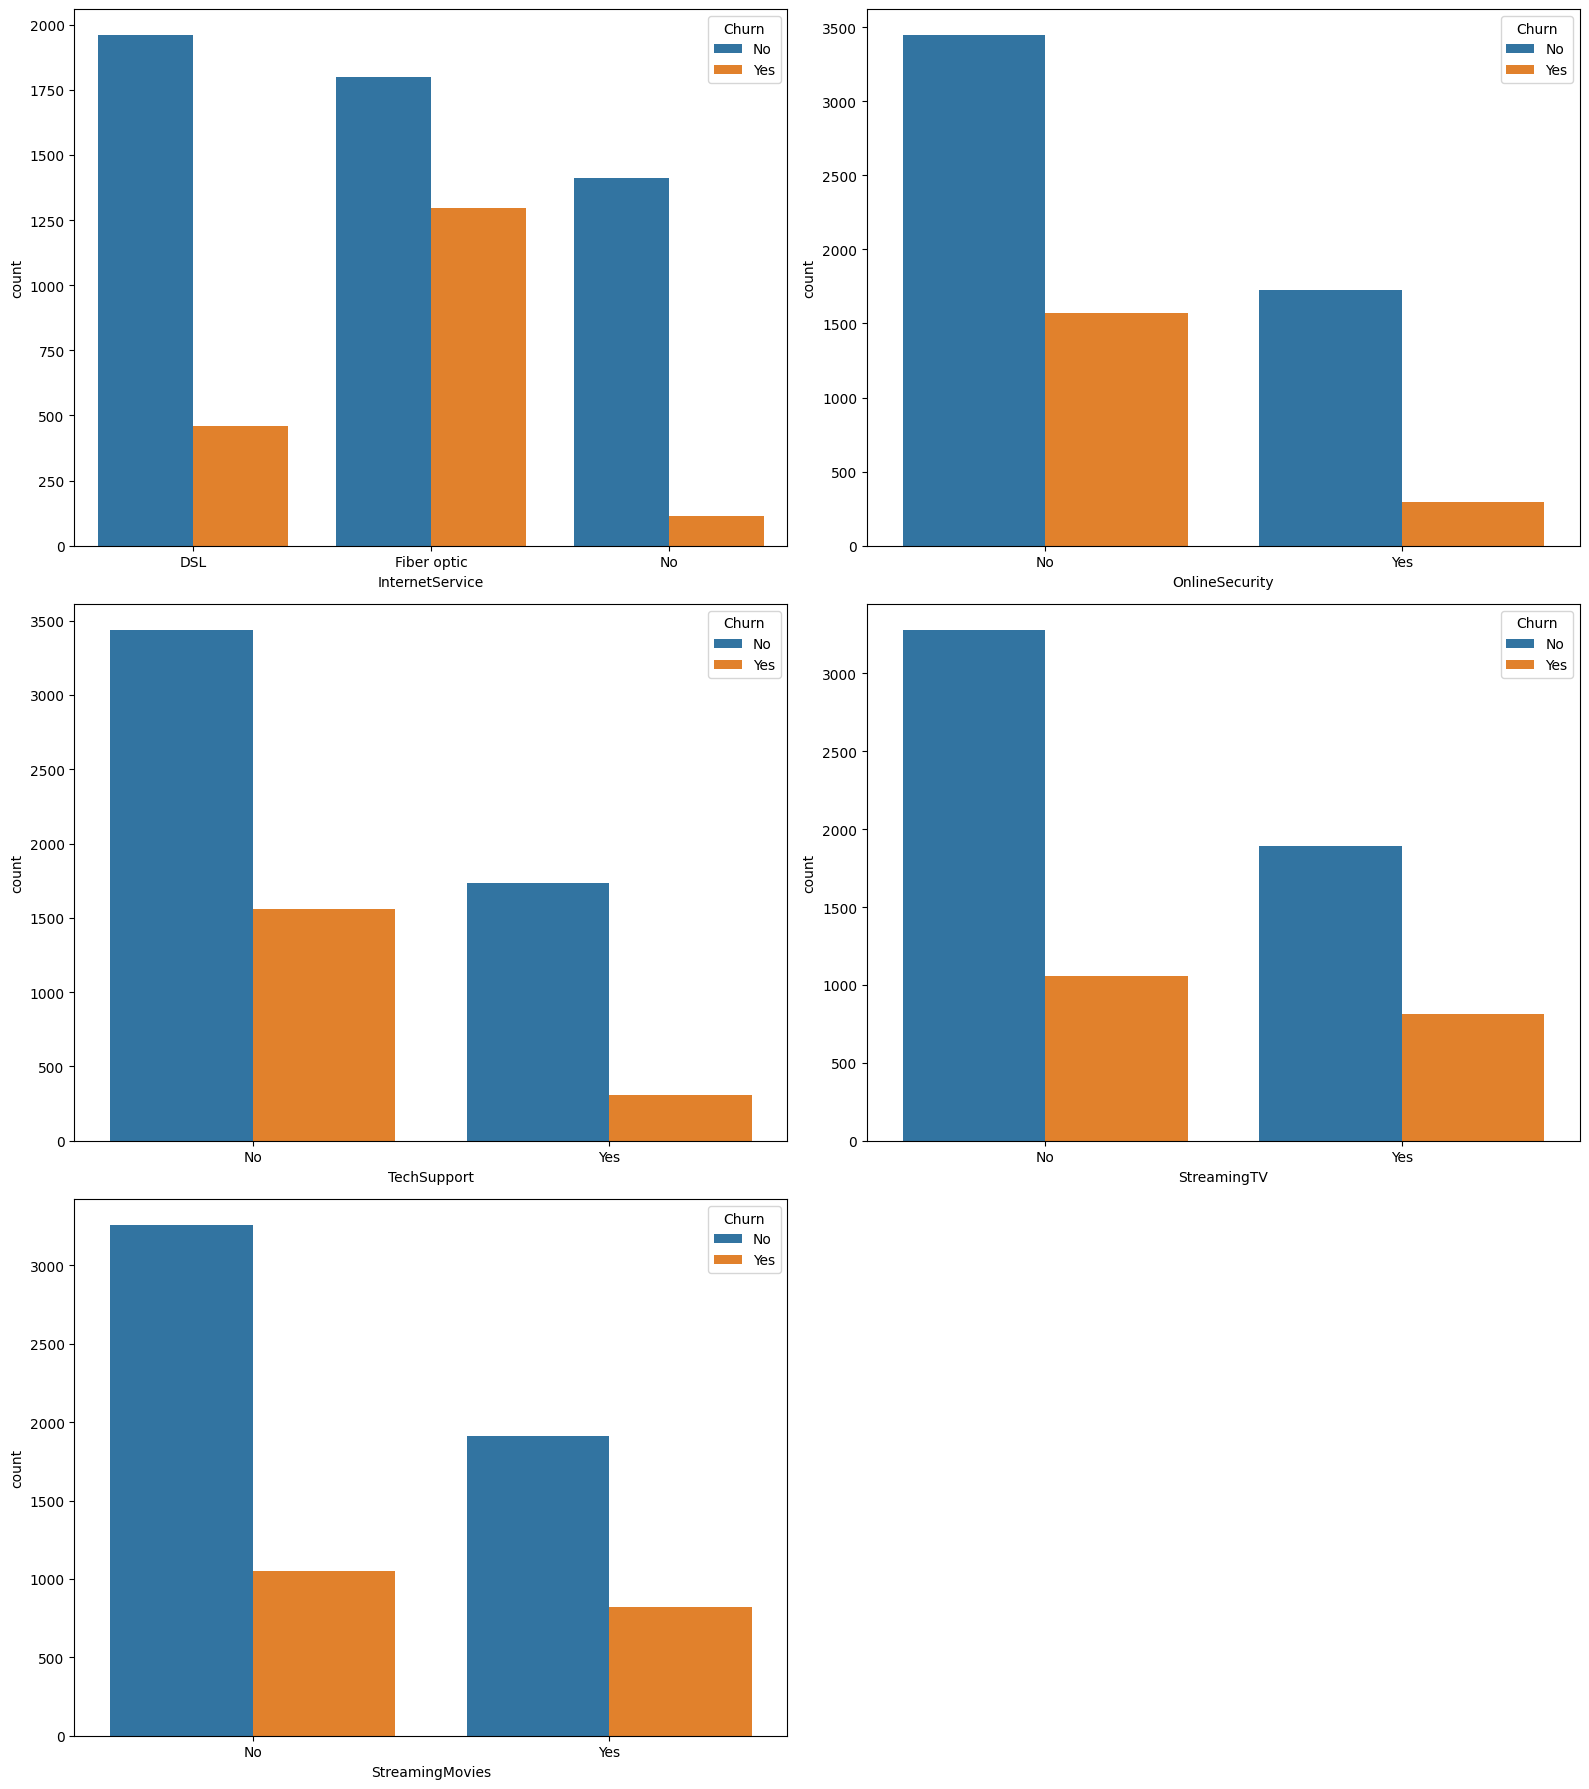 2000
1750
1500
1250
1000
750
500
250
0
count
DSL
Fiber optic
No
InternetService
Churn
No
Yes
3500
3000
2500
2000
1500
1000
500
0
count
No
Yes
OnlineSecurity
Churn
No
Yes
3500
3000
2500
2000
1500
1000
500
0
count
No
Yes
TechSupport
Churn
No
Yes
3000
2500
2000
1500
1000
500
0
count
No
Yes
StreamingTV
Churn
No
Yes
3000
2500
2000
1500
1000
500
0
count
No
Yes
StreamingMovies
Churn
No
Yes